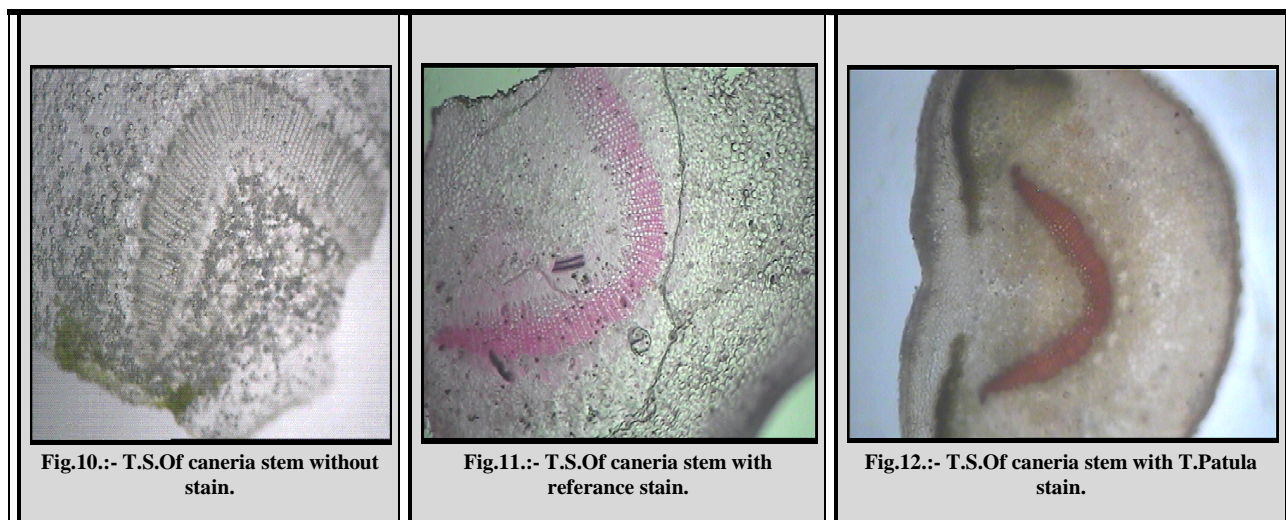 Fig.10.:- T.S.Of caneria stem without
stain.
Fig.11.:- T.S.Of caneria stem with
referance stain.
Fig.12.:- T.S.Of caneria stem with T.Patula
stain.